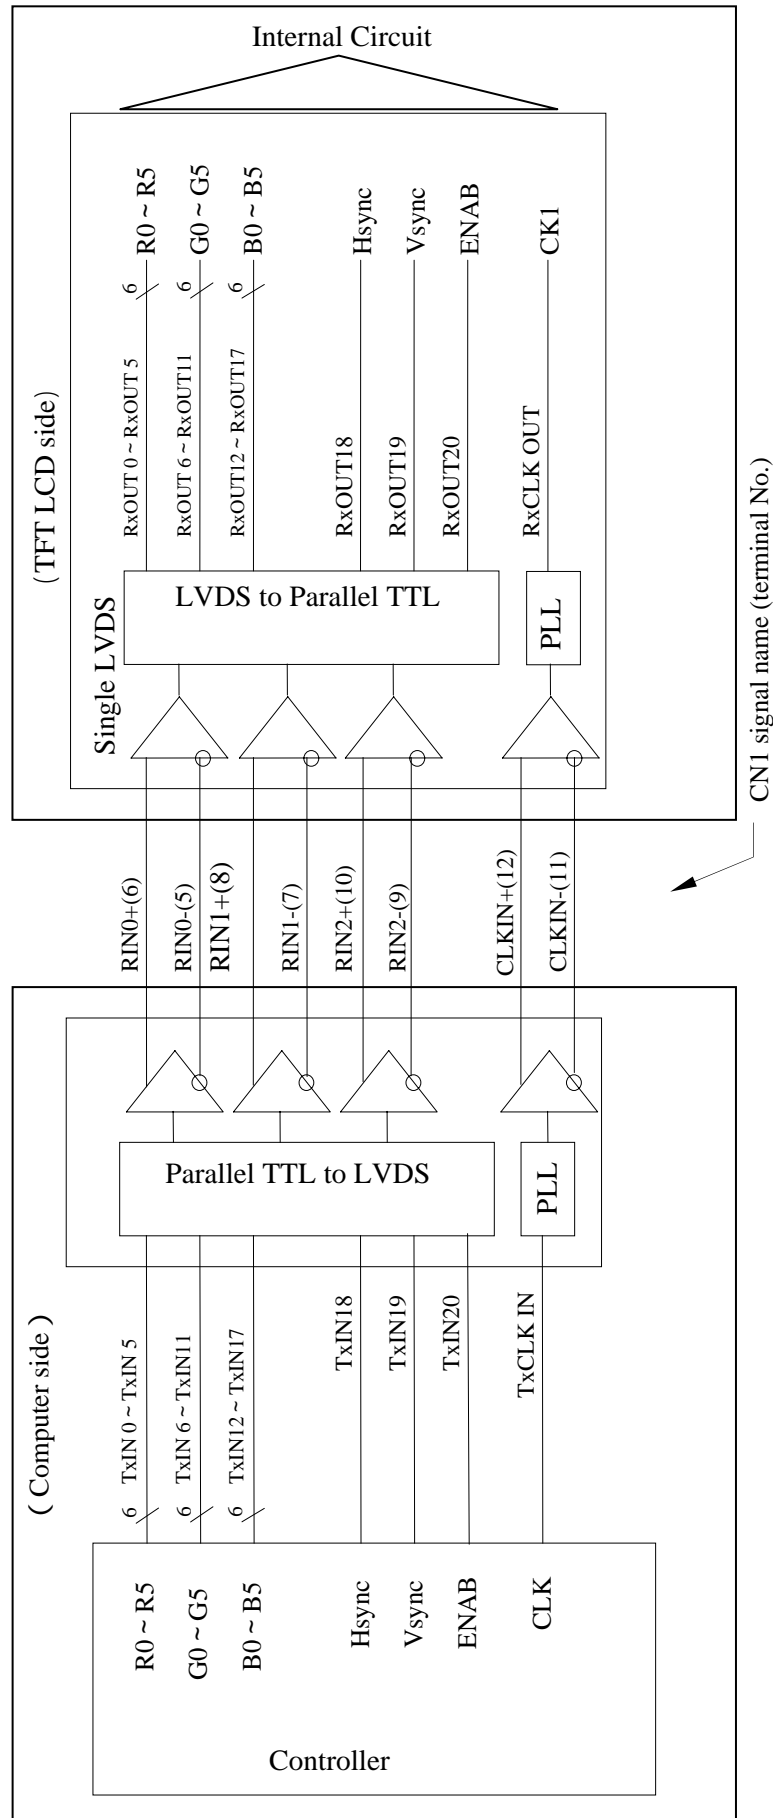 Internal Circuit
(TFT LCD side)
R0 ~ R5
G0 ~ G5
B0 ~ B5
Hsync
Vsync
ENAB
CK1
6
6
6
RxOUT 0 ~ RxOUT 5
RxOUT 6 ~ RxOUT11
RxOUT12 ~ RxOUT17
RxOUT18
RxOUT19
RxOUT20
RxCLK OUT
Single LVDS
LVDS to Parallel TTL
PLL
RIN0+(6)
RIN0-(5)
RIN1+(8)
RIN1-(7)
RIN2+(10)
RIN2-(9)
CLKIN+(12)
CLKIN-(11)
CN1 signal name (terminal No.)
( Computer side )
Parallel TTL to LVDS
PLL
TxIN 0 ~ TxIN 5
TxIN 6 ~ TxIN11
TxIN12 ~ TxIN17
TxIN18
TxIN19
TxIN20
TxCLK IN
6
6
6
R0 ~ R5
G0 ~ G5
B0 ~ B5
Hsync
Vsync
ENAB
CLK
Controller